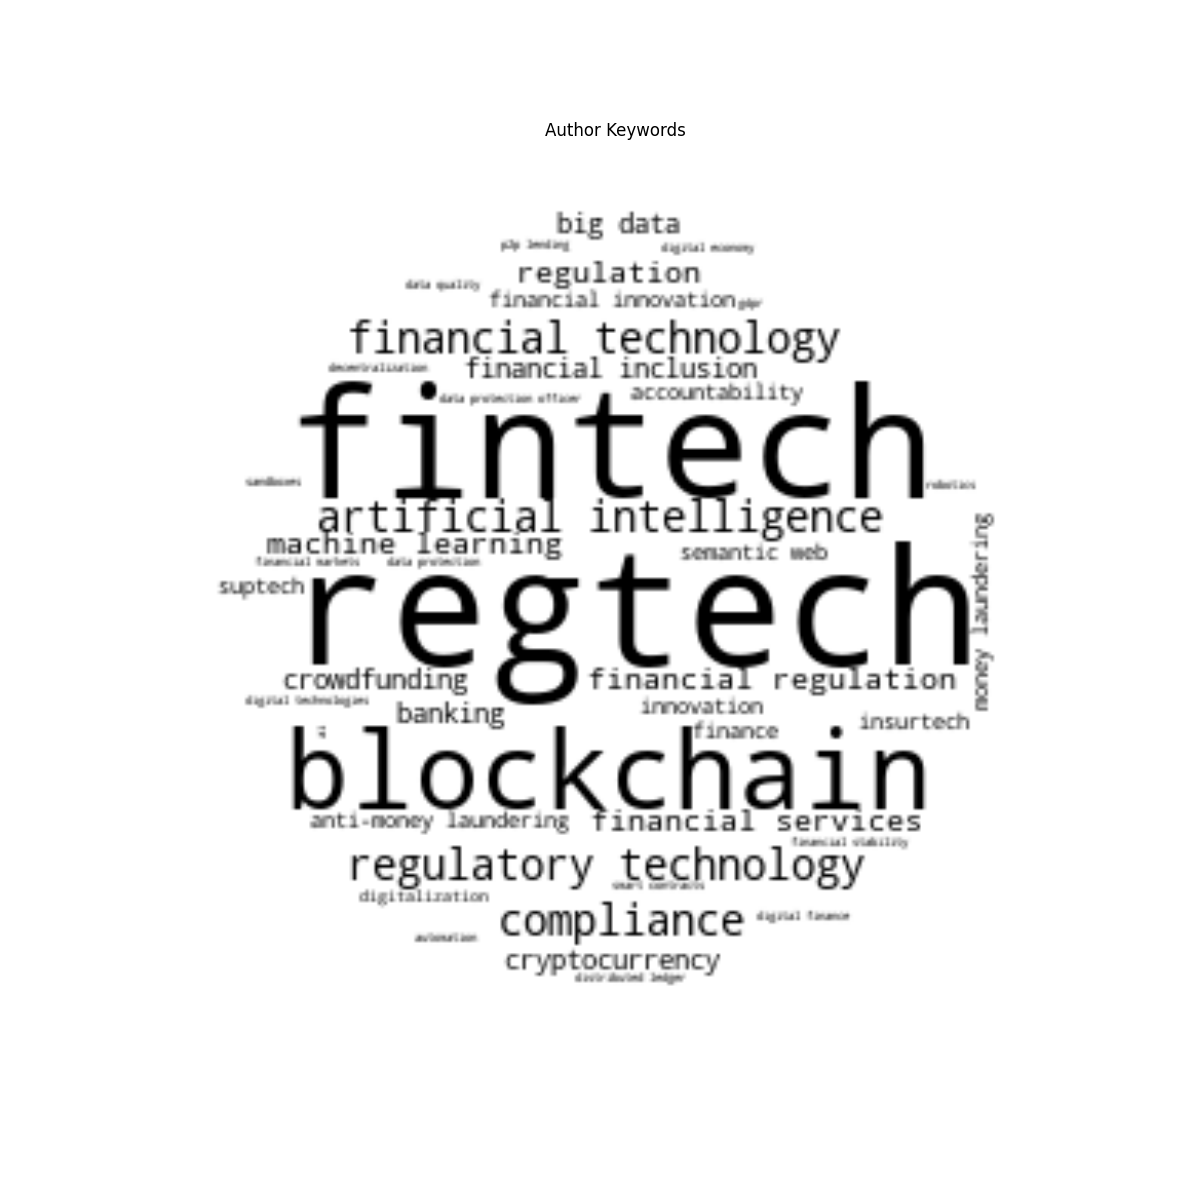 Author Keywords
big data
p2p lending digital economy
regulation
data quality
financial innovation gdpr
financial technology
decentralization financial inclusion
data protection officer accountability
fintech
sandboxes robotics
artificial intelligence
machine learning semantic web
financial markets data protection
suptech regtech
money laundering
crowdfunding financial regulation
digital technologies innovation
banking insurtech
finance
blockchain
anti-money laundering financial services
financial stability
regulatory technology
smart contracts
digitalization
compliance digital finance
automation
cryptocurrency
distributed ledger